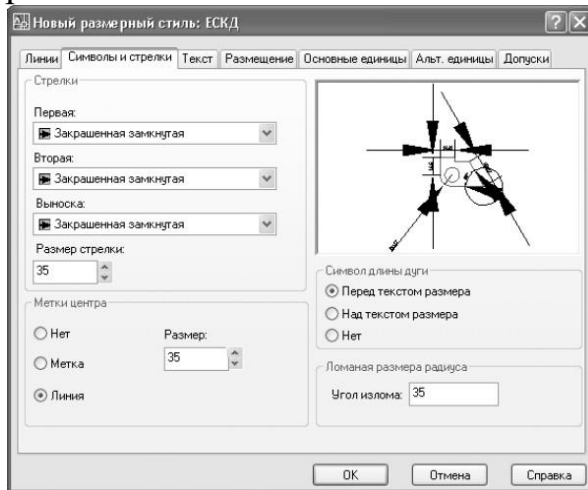 Новый размерный стиль: ЕСКД
Линии Символы и стрелки Текст Размещение Основные единицы Альт. единицы Допуски
Стрелки
Первая:
Закрашенная замкнутая
Вторая:
Закрашенная замкнутая
Выноска:
Закрашенная замкнутая
Размер стрелки:
35
Метки центра
Нет
Метка
Линия
Размер:
35
Символ длины дуги
Перед текстом размера
Над текстом размера
Нет
Ломаная размера радиуса
Угол излома: 35
OK Отмена Справка